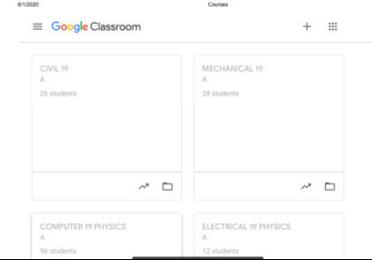 6/1/2020 Courses
Google Classroom
CIVIL 19
A
26 students
MECHANICAL 19
A
28 students
COMPUTER 19 PHYSICS
A
56 students
ELECTRICAL 19 PHYSICS
A
12 students